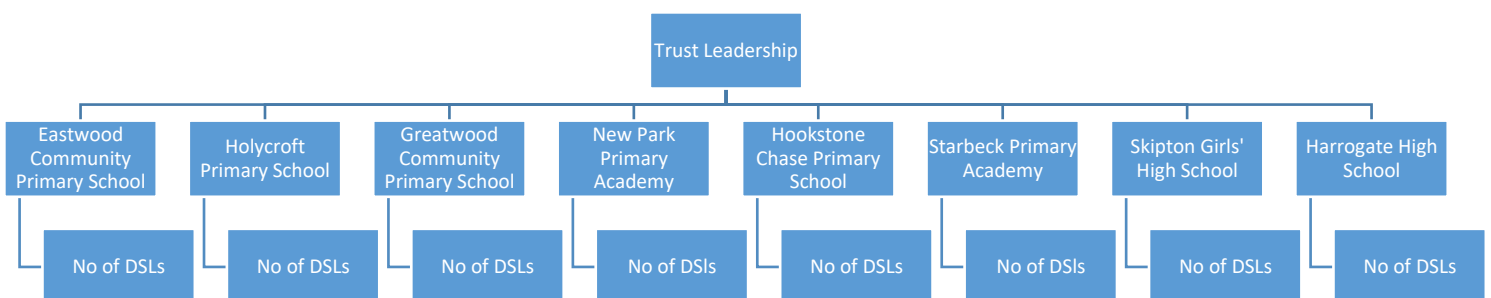 Trust Leadership
Eastwood
Community
Primary School
Holycroft
Primary School
Greatwood
Community
Primary School
New Park
Primary
Academy
Hookstone
Chase Primary
School
Starbeck Primary
Academy
Skipton Girls'
High School
Harrogate High
School
No of DSLs
No of DSLs
No of DSLs
No of DSls
No of DSLs
No of DSls
No of DSLs
No of DSLs